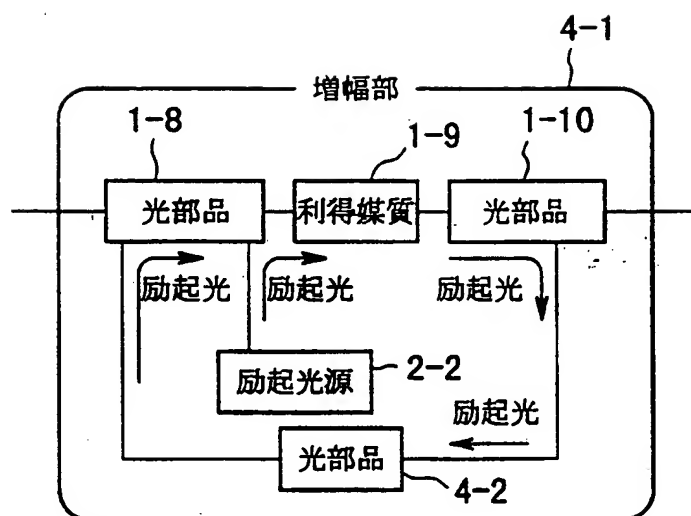 4-1
増幅部
1-8
1-9
1-10
光部品
利得媒質
光部品
励起光
励起光
励起光
励起光源
2-2
励起光
光部品
4-2